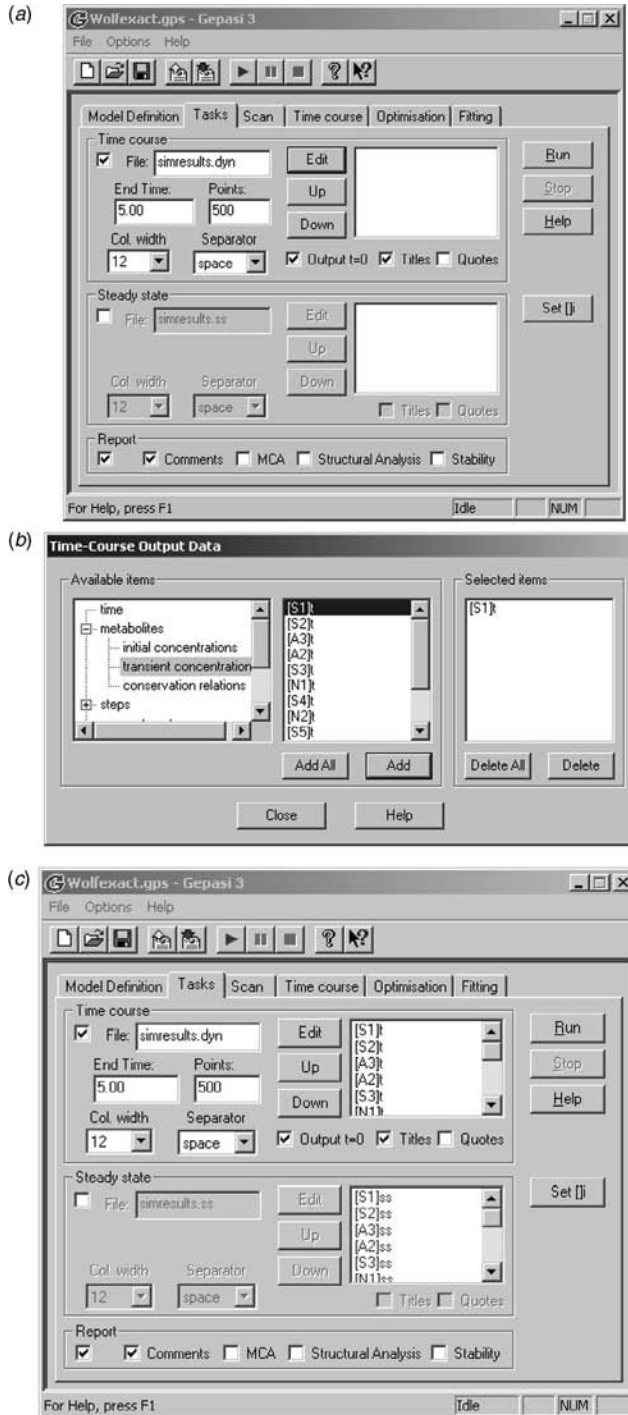 (a)
Wolfexact.gps - Gepasi 3
File Options Help
Model Definition Tasks Scan Time course Optimisation Fitting
Time course
File: simresults.dyn Edit Run
End Time: Points: Up Stop
5.00 500 Down Help
Col. width Separator
12 space Output t=0 Titles Quotes
Steady state
File: simresults.ss Edit Set []i
Up
Col. width Separator Down
12 space Titles Quotes
Report
Comments MCA Structural Analysis Stability
For Help, press F1 Idle NUM
(b)
Time-Course Output Data
Available items Selected items
time [S1]t [S1]t
metabolites [S2]t
initial concentrations [A3]t
transient concentration [A2]t
conservation relations [S3]t
steps [N1]t
[S4]t
[N2]t
[S5]t
Add All Add Delete All Delete
Close Help
(c)
Wolfexact.gps - Gepasi 3
File Options Help
Model Definition Tasks Scan Time course Optimisation Fitting
Time course
File: simresults.dyn Edit [S1]t Run
[S2]t
End Time: Points: Up [A3]t Stop
5.00 500 [A2]t
Down [S3]t Help
[N1]t
Col. width Separator
12 space Output t=0 Titles Quotes
Steady state
File: simresults.ss Edit [S1]ss Set []i
[S2]ss
Up [A3]ss
[A2]ss
Col. width Separator Down [S3]ss
[N1]ss
12 space Titles Quotes
Report
Comments MCA Structural Analysis Stability
For Help, press F1 Idle NUM